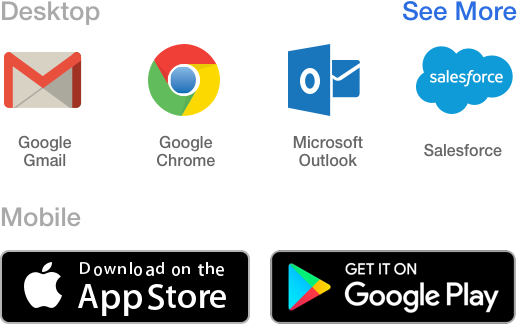 Desktop
See More
salesforce
Google
Gmail
Google
Chrome
Microsoft
Outlook
Salesforce
Mobile
Download on the
App Store
GET IT ON
Google Play